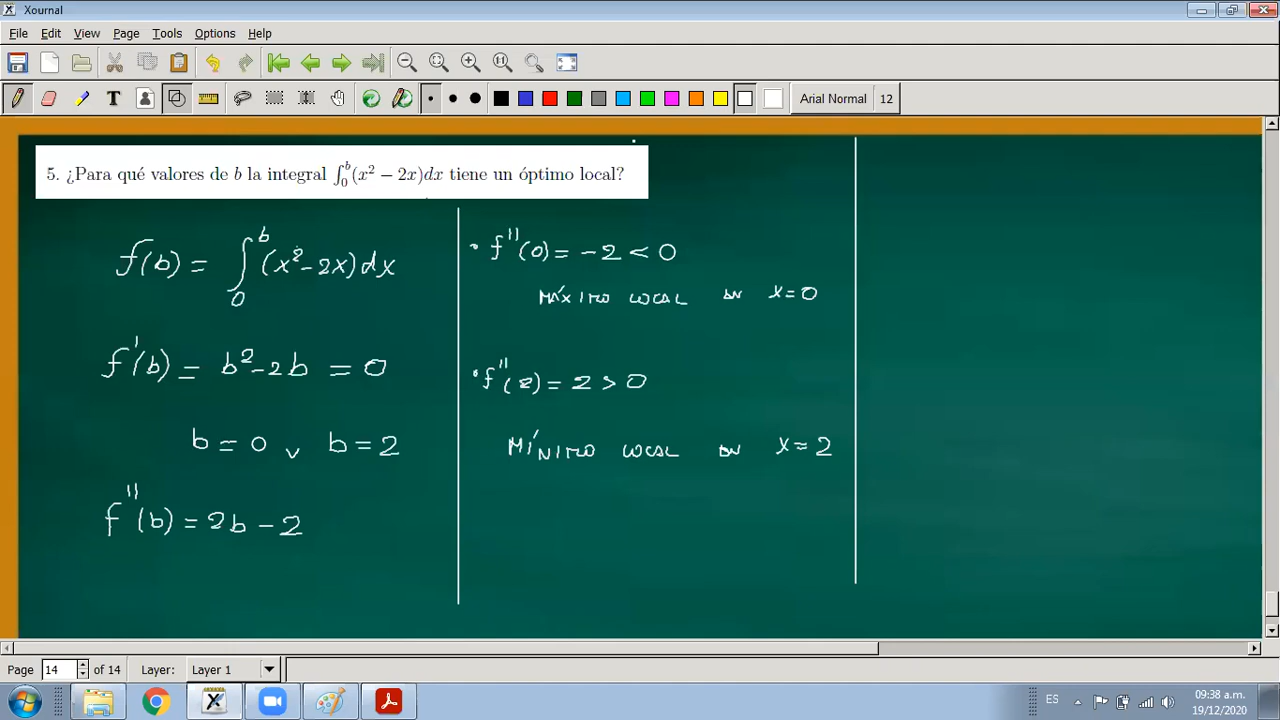 Xournal
File Edit View Page Tools Options Help
Arial Normal 12
5. ¿Para qué valores de b la integral ∫₀ᵇ(x² − 2x)dx tiene un óptimo local?
f(b) = ∫₀ᵇ (x² − 2x)dx
f'(b) = b² − 2b = 0
b = 0 ∨ b = 2
f''(b) = 2b − 2
• f''(0) = −2 < 0
MÁXIMO LOCAL EN x = 0
• f''(2) = 2 > 0
MÍNIMO LOCAL EN x = 2
Page 14 of 14 Layer: Layer 1
ES 09:38 a.m.
19/12/2020